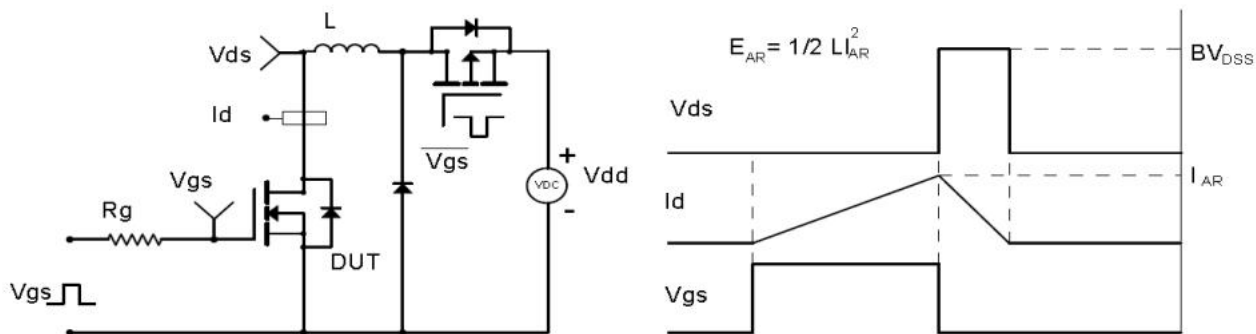 L
Vds
Id
Vgs
Rg
DUT
Vgs
Vgs
+
VDC
Vdd
-
E_AR = 1/2 LI_AR^2
BV_DSS
Vds
I_AR
Id
Vgs